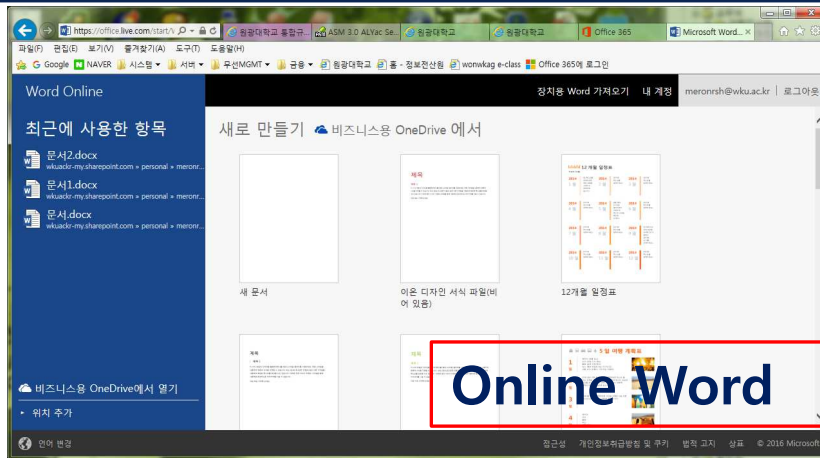 https://office.live.com/start/\
원광대학교 통합규...
ASM 3.0 ALYac Se...
원광대학교
원광대학교
Office 365
Microsoft Word...
파일(F) 편집(E) 보기(V) 즐겨찾기(A) 도구(T) 도움말(H)
Google NAVER 시스템 서버 무선MGMT 금융 원광대학교 홈 - 정보전산원 wonwkag e-class Office 365에 로그인
Word Online
장치용 Word 가져오기 내 계정 meronrsh@wku.ac.kr 로그아웃
최근에 사용한 항목
문서2.docx
wkuackr-my.sharepoint.com » personal » meronr...
문서1.docx
wkuackr-my.sharepoint.com » personal » meronr...
문서.docx
wkuackr-my.sharepoint.com » personal » meronr...
비즈니스용 OneDrive에서 열기
위치 추가
새로 만들기 비즈니스용 OneDrive 에서
제목
12 개월 일정표
새 문서
이온 디자인 서식 파일(비어 있음)
12개월 일정표
제목
제목
5 일 여행 계획표
Online Word
언어 변경
접근성 개인정보취급방침 및 쿠키 법적 고지 상표 © 2016 Microsoft